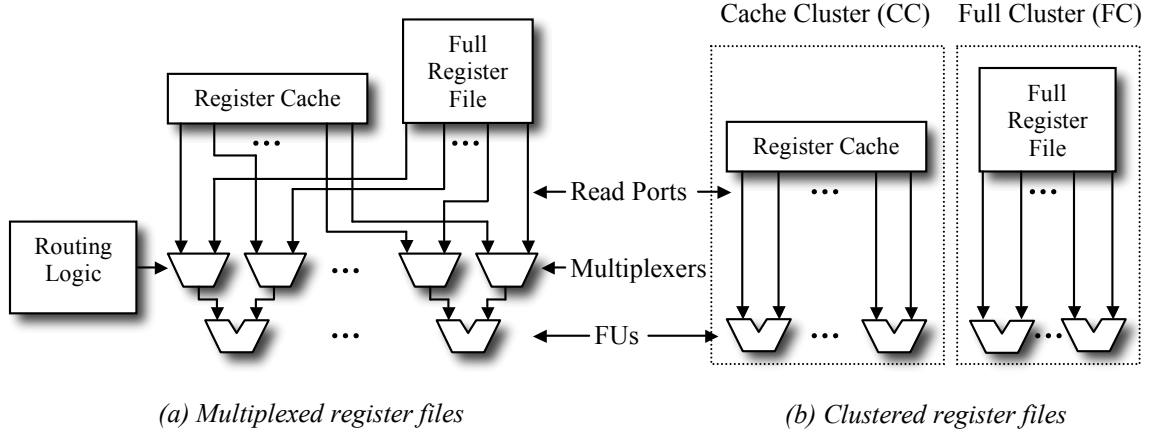 Cache Cluster (CC)
Full Cluster (FC)
Full
Register
File
Register Cache
...
...
Routing
Logic
...
...
Read Ports
Multiplexers
FUs
Register Cache
...
...
Full
Register
File
...
...
(a) Multiplexed register files
(b) Clustered register files